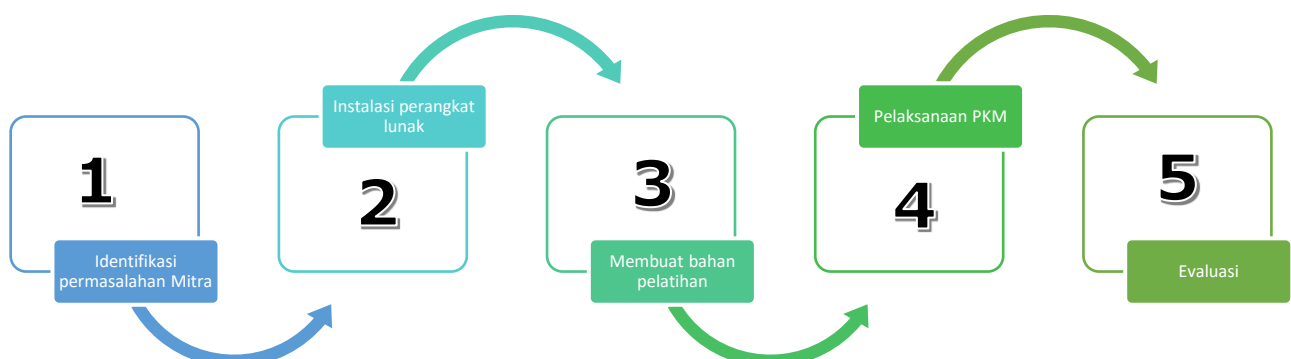 1
Identifikasi
permasalahan Mitra
Instalasi perangkat
lunak
2
3
Membuat bahan
pelatihan
Pelaksanaan PKM
4
5
Evaluasi